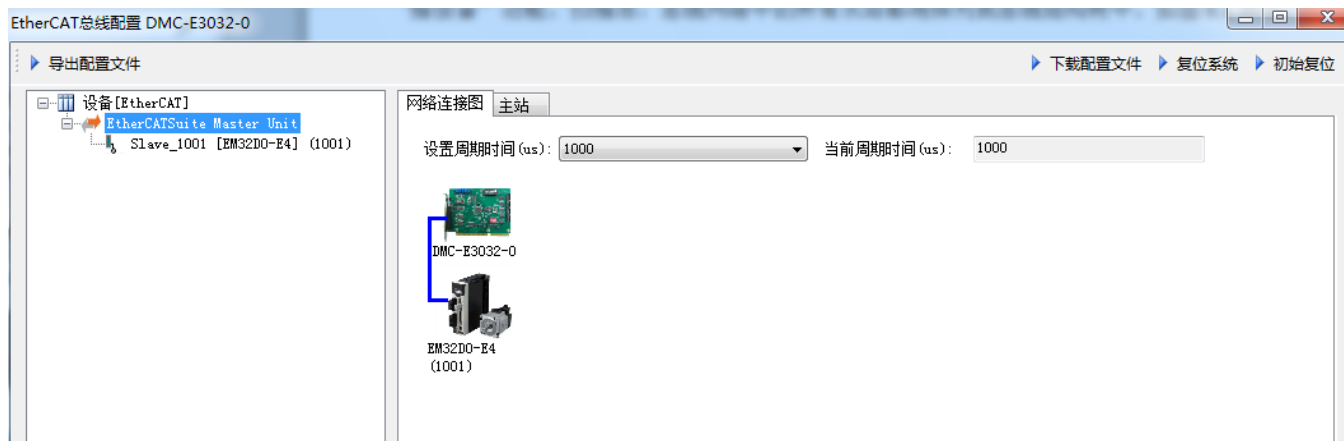 EtherCAT总线配置 DMC-E3032-0
导出配置文件
下载配置文件 复位系统 初始复位
设备[EtherCAT]
EtherCATSuite Master Unit
Slave_1001 [EM32D0-E4] (1001)
网络连接图 主站
设置周期时间(us): 1000 当前周期时间(us): 1000
DMC-E3032-0
EM32D0-E4
(1001)